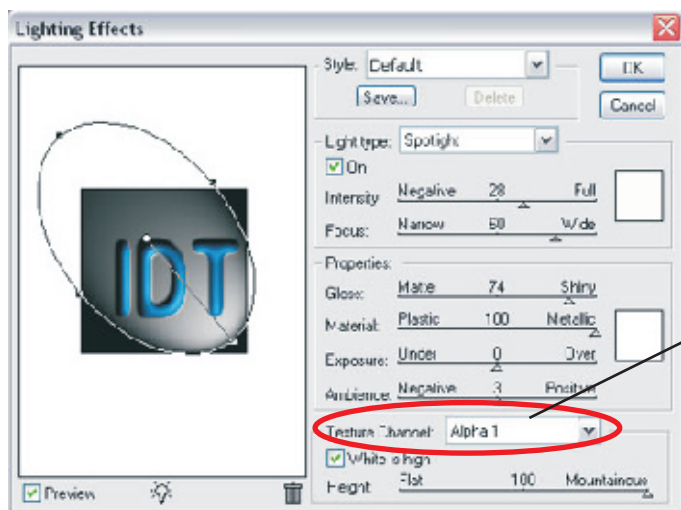 Lighting Effects
Style: Default
OK
Save...
Delete
Cancel
Light type: Spotlight
On
Intensity: Negative 28 Full
Focus: Narrow 60 Wide
Properties:
Gloss: Matte 74 Shiny
Material: Plastic 100 Metallic
Exposure: Under 0 Over
Ambience: Negative 3 Positive
Texture Channel: Alpha 1
White is high
Height: Flat 100 Mountainous
IDT
Preview